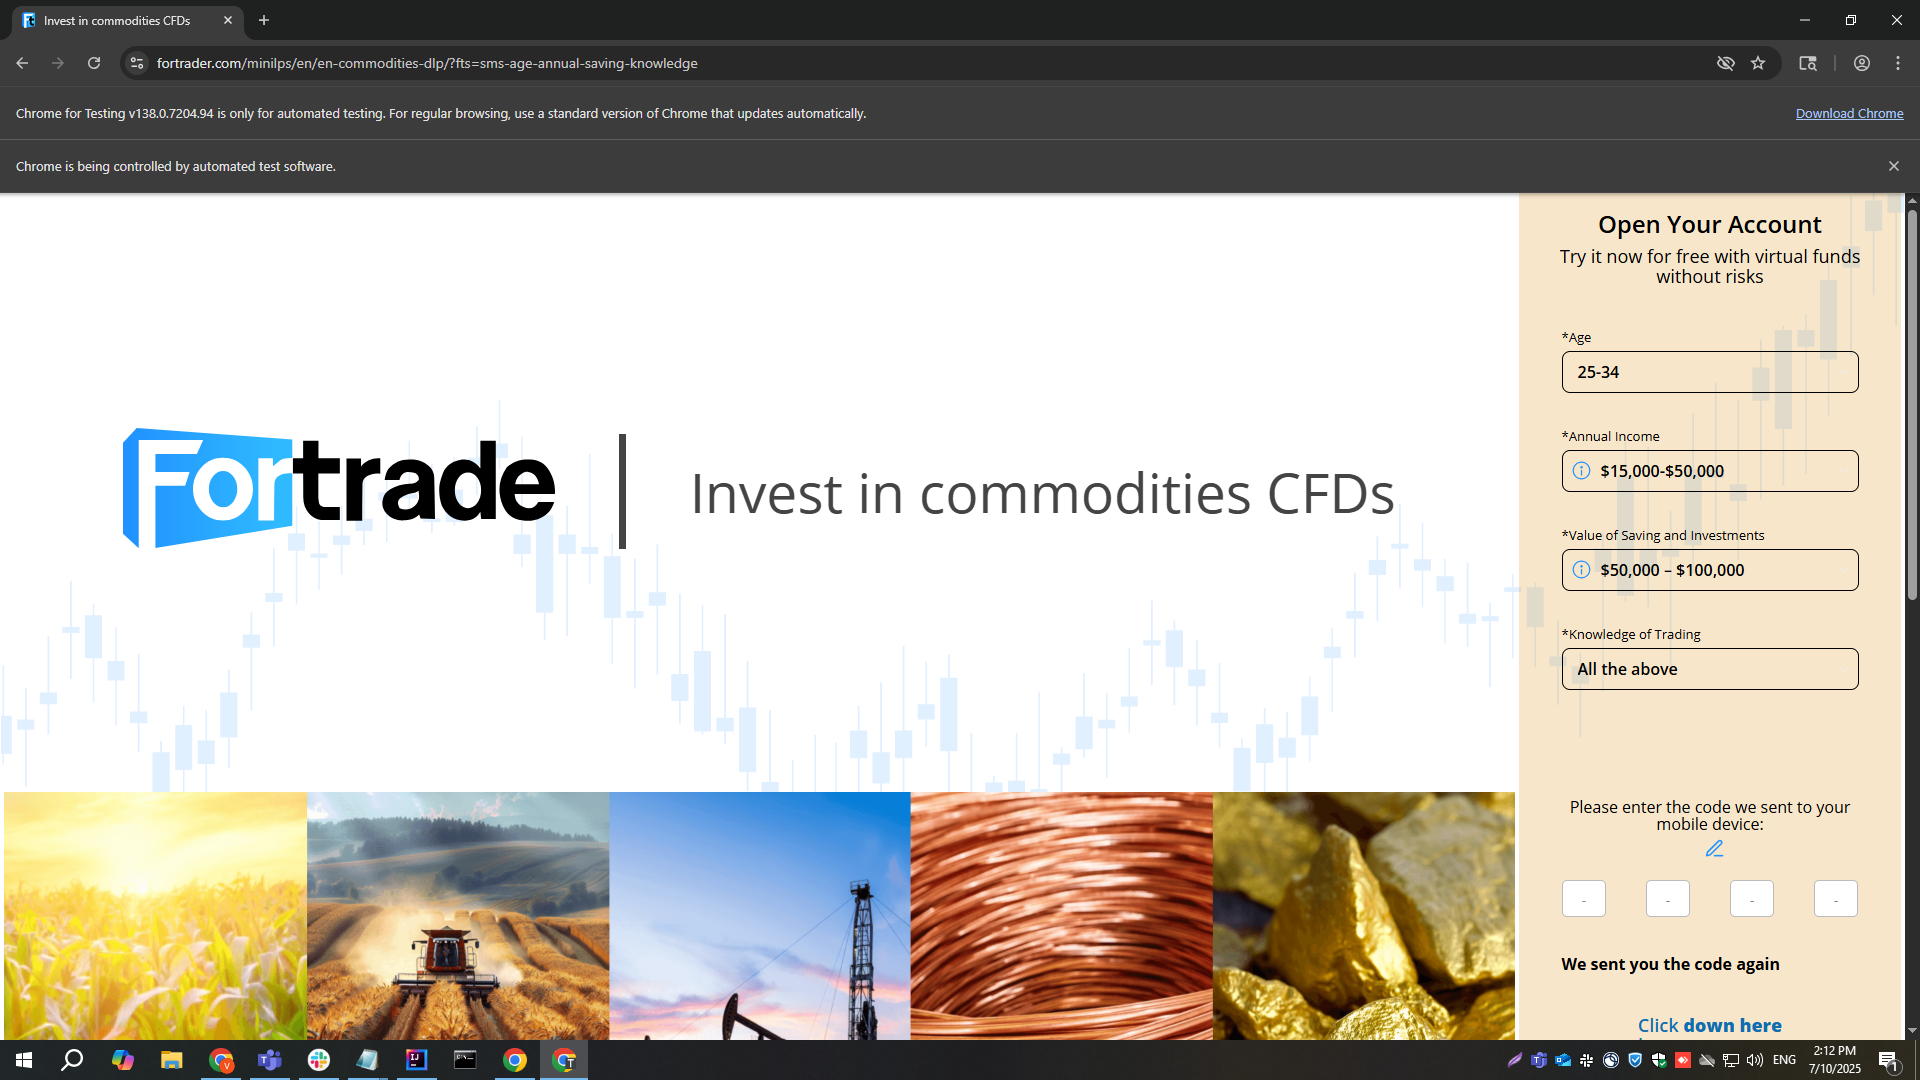 Invest in commodities CFDs
fortrader.com/minilps/en/en-commodities-dlp/?fts=sms-age-annual-saving-knowledge
Chrome for Testing v138.0.7204.94 is only for automated testing. For regular browsing, use a standard version of Chrome that updates automatically.
Download Chrome
Chrome is being controlled by automated test software.
Fortrade
Invest in commodities CFDs
Open Your Account
Try it now for free with virtual funds
without risks
*Age
25-34
*Annual Income
$15,000-$50,000
*Value of Saving and Investments
$50,000 – $100,000
*Knowledge of Trading
All the above
Please enter the code we sent to your
mobile device:
- - - -
We sent you the code again
Click down here
ENG
2:12 PM
7/10/2025
1